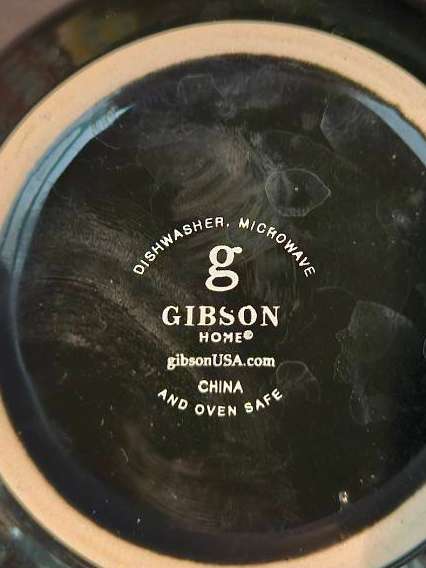 DISHWASHER, MICROWAVE
g
GIBSON
HOME®
gibsonUSA.com
CHINA
AND OVEN SAFE